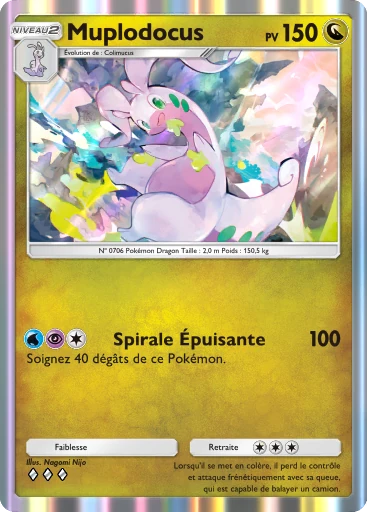 NIVEAU 2
Muplodocus
PV 150
Évolution de : Colimucus
N° 0706 Pokémon Dragon Taille : 2,0 m Poids : 150,5 kg
Spirale Épuisante 100
Soignez 40 dégâts de ce Pokémon.
Faiblesse
Retraite
Illus. Nagomi Nijo
Lorsqu'il se met en colère, il perd le contrôle
et attaque frénétiquement avec sa queue,
qui est capable de balayer un camion.